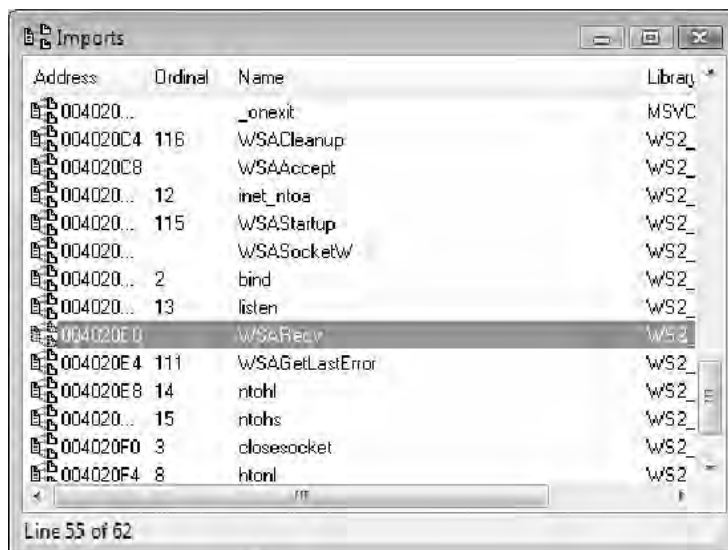 Imports
Address Ordinal Name Library
004020... _onexit MSVC
004020C4 116 WSACleanup WS2_
004020C8 WSAAccept WS2_
004020... 12 inet_ntoa WS2_
004020... 115 WSAStartup WS2_
004020... WSASocketW WS2_
004020... 2 bind WS2_
004020... 13 listen WS2_
004020E0 WSARecv WS2_
004020E4 111 WSAGetLastError WS2_
004020E8 14 ntohl WS2_
004020... 15 ntohs WS2_
004020F0 3 closesocket WS2_
004020F4 8 htonl WS2_
Line 55 of 62